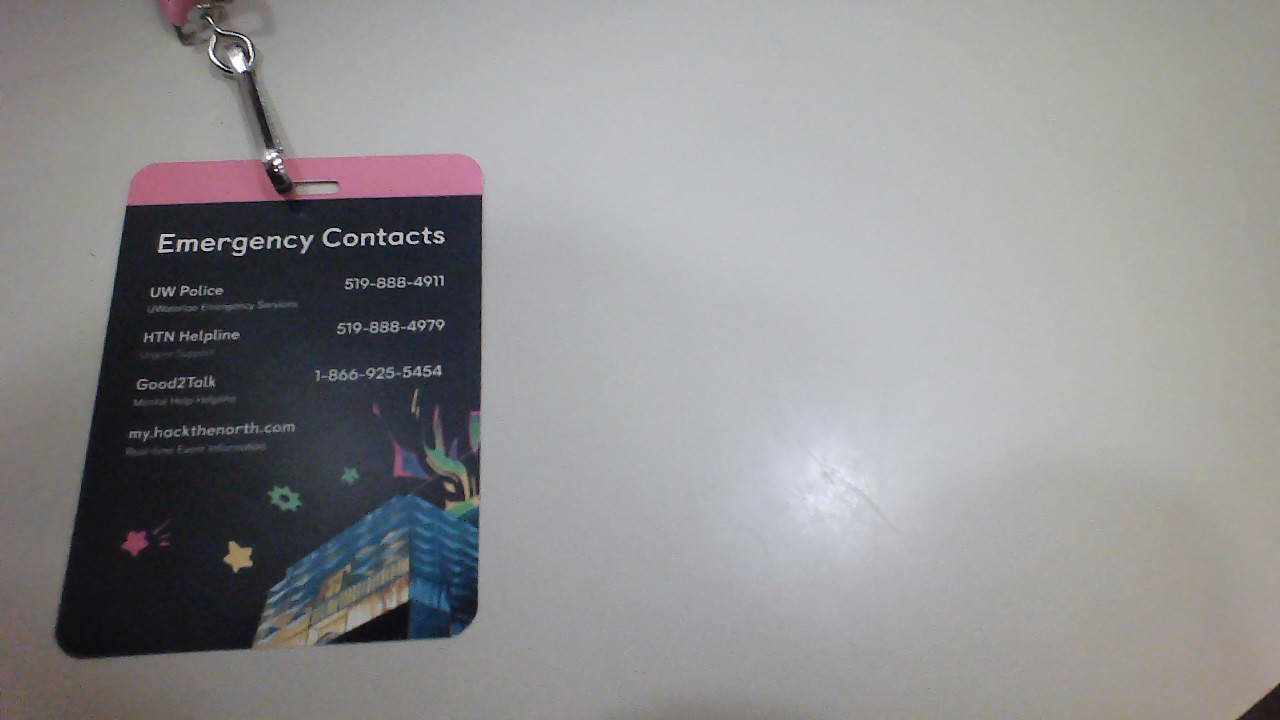 Emergency Contacts
UW Police 519-888-4911
UWaterloo Emergency Services
HTN Helpline 519-888-4979
Urgent Support
Good2Talk 1-866-925-5454
Mental Help Helpline
my.hackthenorth.com
Real-time Event Information